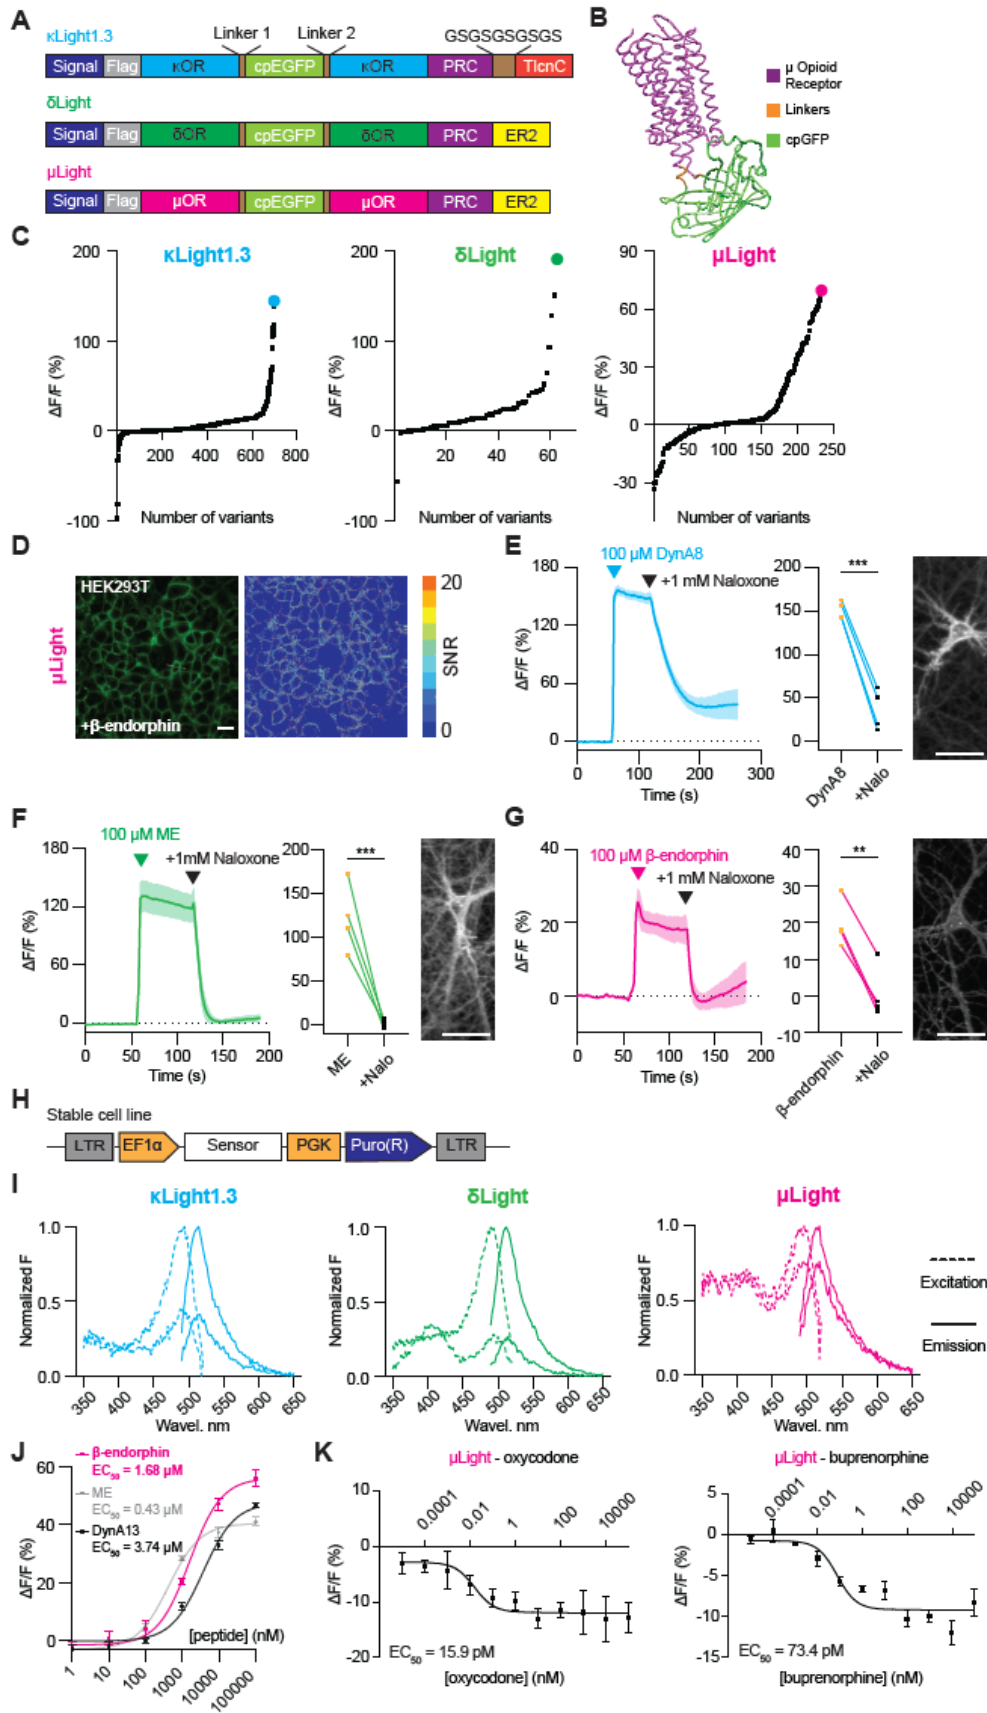 A
κLight1.3
Linker 1
Linker 2
GSGSGSGSGS
Signal Flag κOR cpEGFP κOR PRC TlcnC
δLight
Signal Flag δOR cpEGFP δOR PRC ER2
μLight
Signal Flag μOR cpEGFP μOR PRC ER2
B
μ Opioid
Receptor
Linkers
cpGFP
C
κLight1.3
ΔF/F (%)
200
100
0
-100
200 400 600 800
Number of variants
δLight
ΔF/F (%)
200
100
0
-100
20 40 60
Number of variants
μLight
ΔF/F (%)
90
60
30
0
-30
50 100 150 200 250
Number of variants
D
μLight
HEK293T
+β-endorphin
20
SNR
0
E
100 μM DynA8
+1 mM Naloxone
ΔF/F (%)
180
120
60
0
0 100 200 300
Time (s)
***
200
150
100
50
0
DynA8
+Nalo
F
100 μM ME
+1mM Naloxone
ΔF/F (%)
180
120
60
0
0 50 100 150 200
Time (s)
***
200
150
100
50
0
ME
+Nalo
G
100 μM β-endorphin
+1 mM Naloxone
ΔF/F (%)
40
20
0
0 50 100 150 200
Time (s)
**
40
30
20
10
0
-10
β-endorphin
+Nalo
H
Stable cell line
LTR EF1α Sensor PGK Puro(R) LTR
I
κLight1.3
Normalized F
1.0
0.5
0.0
350 400 450 500 550 600 650
Wavel. nm
δLight
Normalized F
1.0
0.5
0.0
350 400 450 500 550 600 650
Wavel. nm
μLight
Normalized F
1.0
0.5
0.0
350 400 450 500 550 600 650
Wavel. nm
Excitation
Emission
J
β-endorphin
EC50 = 1.68 μM
ME
EC50 = 0.43 μM
DynA13
EC50 = 3.74 μM
ΔF/F (%)
60
40
20
0
[peptide] (nM)
1 10 100 1000 10000 100000
K
μLight - oxycodone
0.0001 0.01 1 100 10000
ΔF/F (%)
0
-10
-20
EC50 = 15.9 pM
[oxycodone] (nM)
μLight - buprenorphine
0.0001 0.01 1 100 10000
ΔF/F (%)
5
0
-5
-10
-15
EC50 = 73.4 pM
[buprenorphine] (nM)